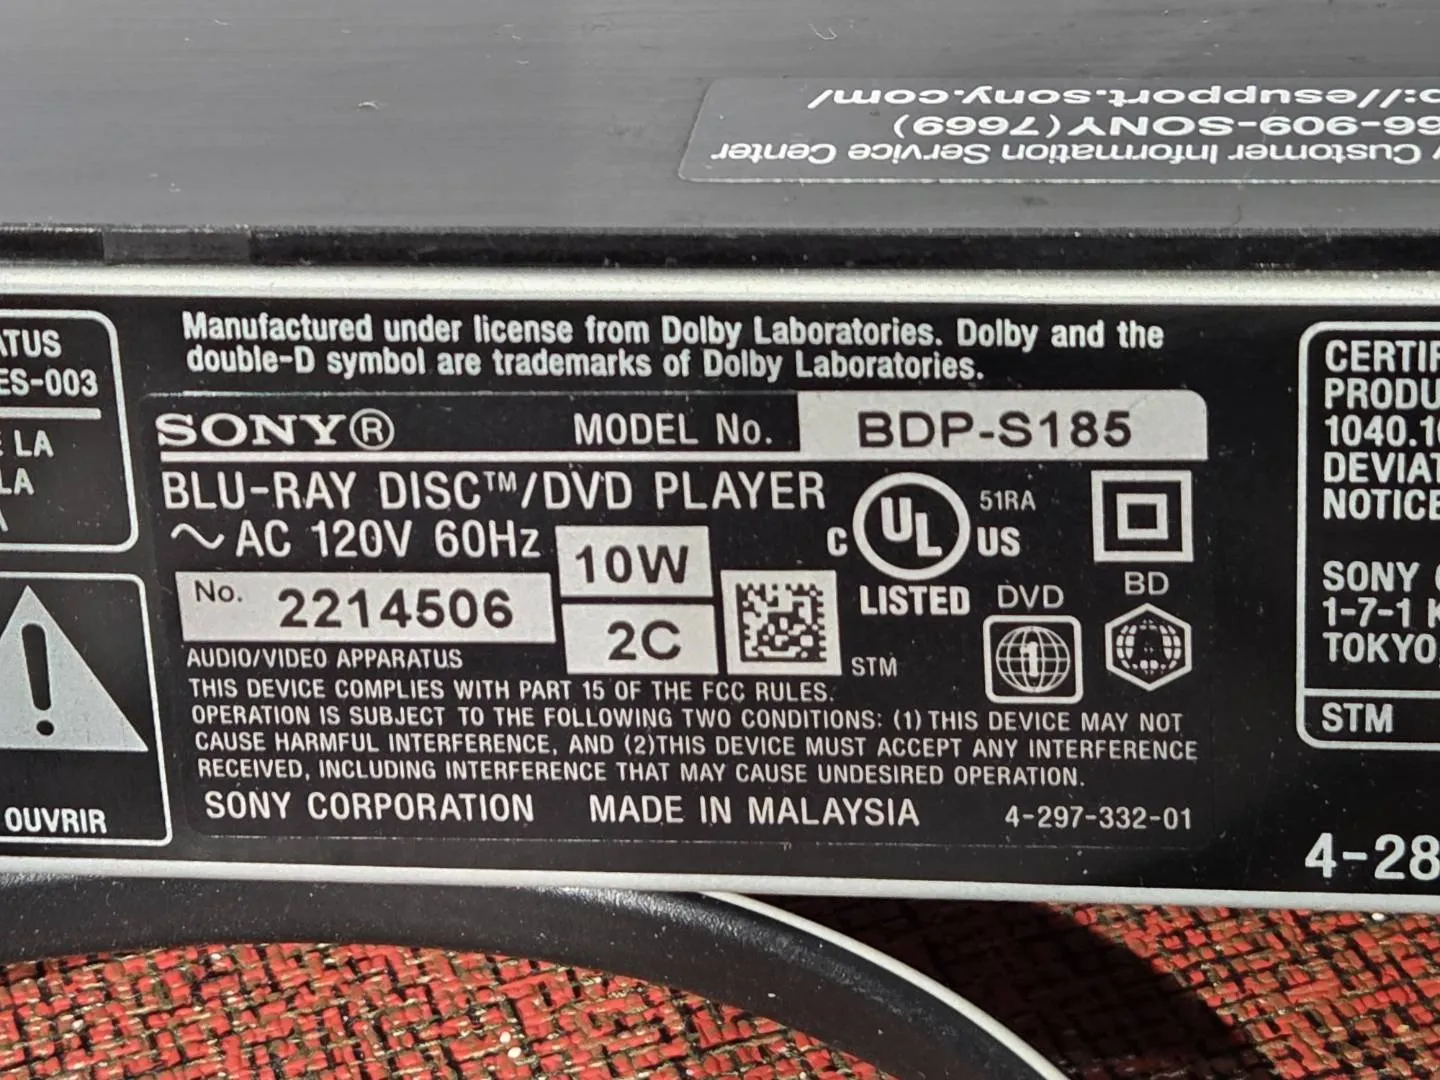 p://esupport.sony.com/
66-909-SONY(7669)
y Customer Information Service Center
Manufactured under license from Dolby Laboratories. Dolby and the
double-D symbol are trademarks of Dolby Laboratories.
ATUS
ES-003
E LA
LA
OUVRIR
SONY® MODEL No. BDP-S185
BLU-RAY DISC™/DVD PLAYER
~AC 120V 60Hz
10W
No. 2214506
2C
C UL US
51RA
LISTED
DVD
BD
1
STM
AUDIO/VIDEO APPARATUS
THIS DEVICE COMPLIES WITH PART 15 OF THE FCC RULES.
OPERATION IS SUBJECT TO THE FOLLOWING TWO CONDITIONS: (1) THIS DEVICE MAY NOT
CAUSE HARMFUL INTERFERENCE, AND (2)THIS DEVICE MUST ACCEPT ANY INTERFERENCE
RECEIVED, INCLUDING INTERFERENCE THAT MAY CAUSE UNDESIRED OPERATION.
SONY CORPORATION MADE IN MALAYSIA 4-297-332-01
CERTIF
PRODU
1040.10
DEVIAT
NOTICE
SONY
1-7-1 K
TOKYO
STM
4-28